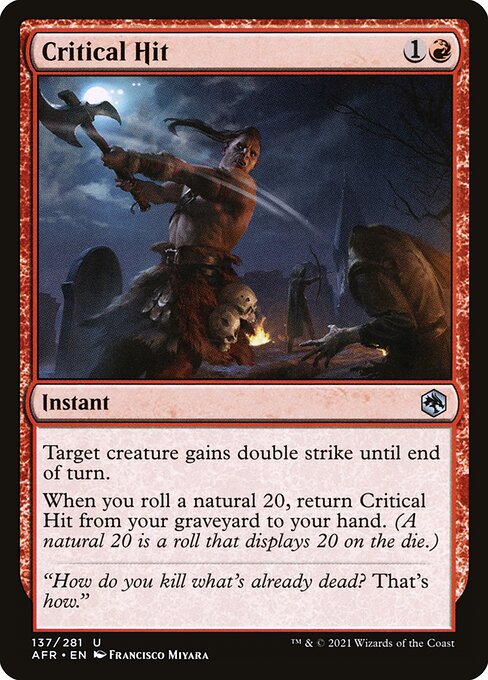 Critical Hit
1
Instant
Target creature gains double strike until end
of turn.
When you roll a natural 20, return Critical
Hit from your graveyard to your hand. (A
natural 20 is a roll that displays 20 on the die.)
“How do you kill what’s already dead? That’s
how.”
137/281 U
™ & © 2021 Wizards of the Coast
AFR • EN Francisco Miyara